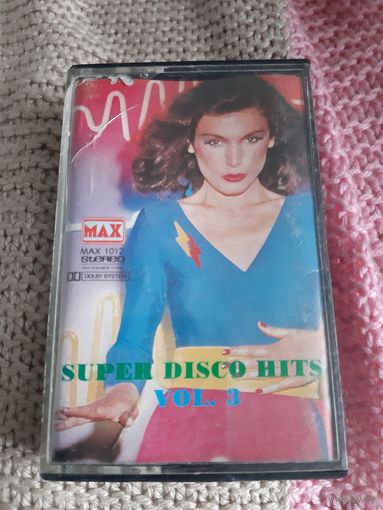 MAX
MAX 1012
stereo
DOLBY SYSTEM
SUPER DISCO HITS
VOL. 3